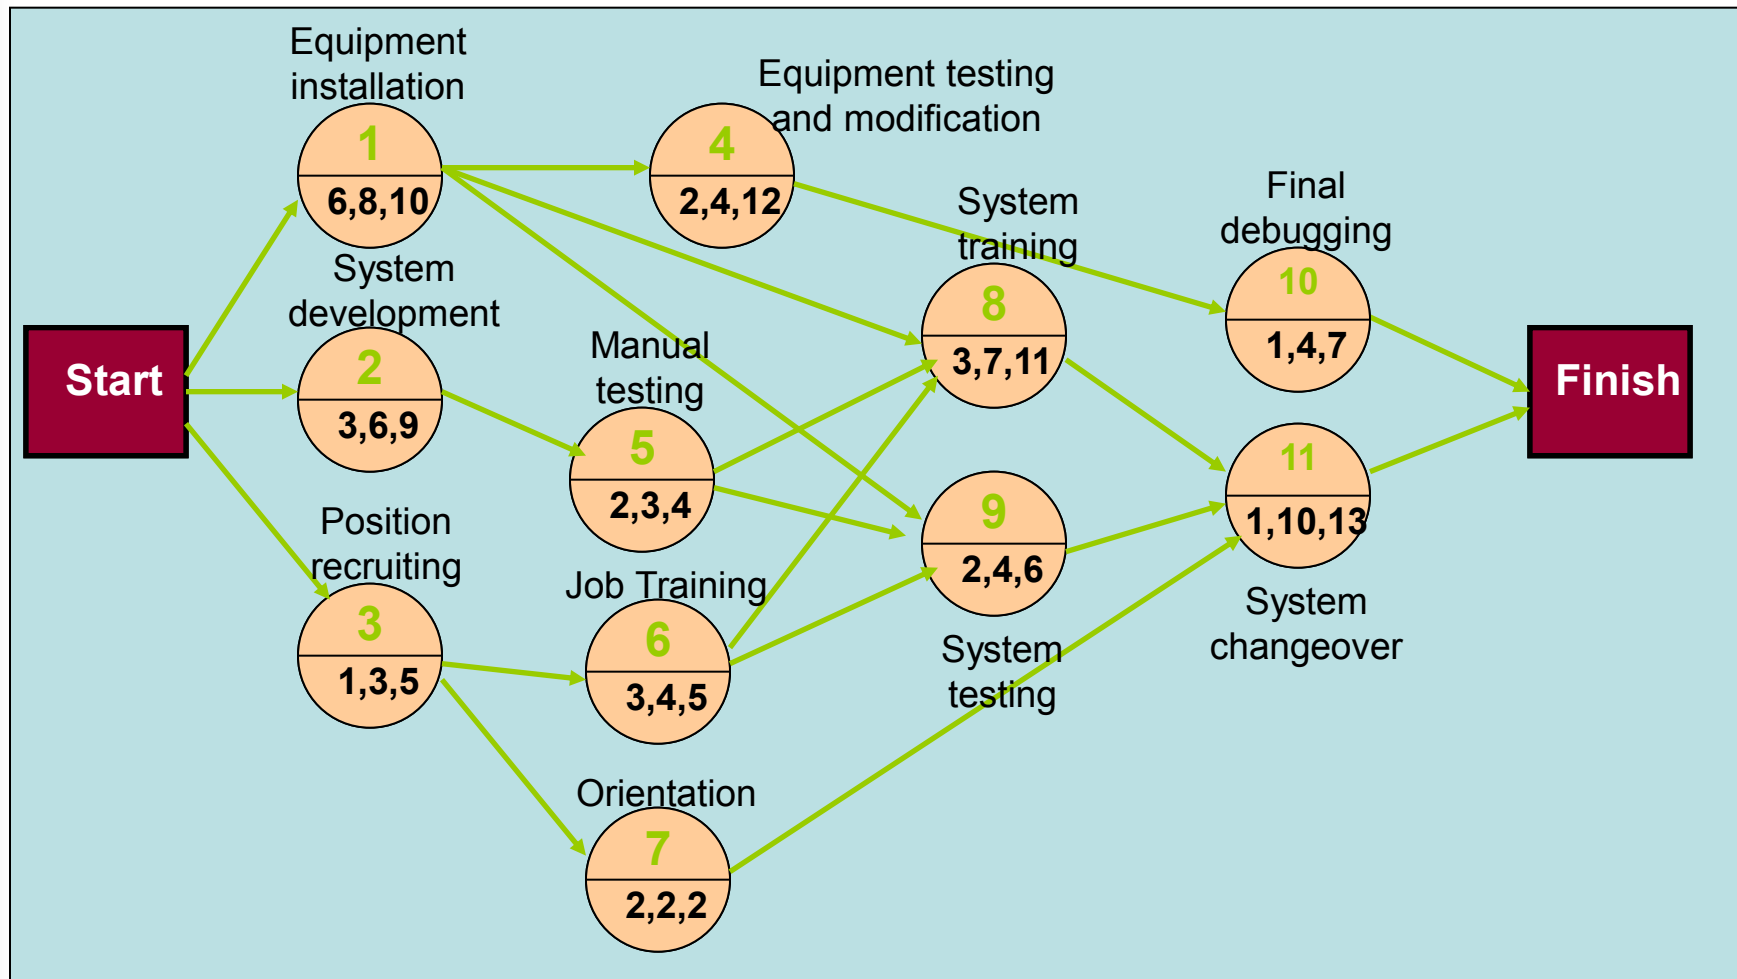 Equipment
installation
1
6,8,10
Equipment testing
and modification
4
2,4,12
System
training
8
3,7,11
Final
debugging
10
1,4,7
Start
System
development
2
3,6,9
Manual
testing
5
2,3,4
Finish
9
2,4,6
System
testing
11
1,10,13
System
changeover
Position
recruiting
3
1,3,5
Job Training
6
3,4,5
Orientation
7
2,2,2